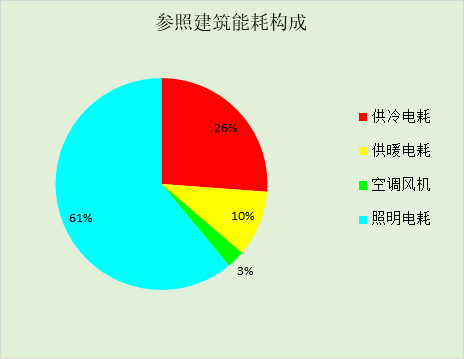 参照建筑能耗构成
26%
10%
3%
61%
供冷电耗
供暖电耗
空调风机
照明电耗